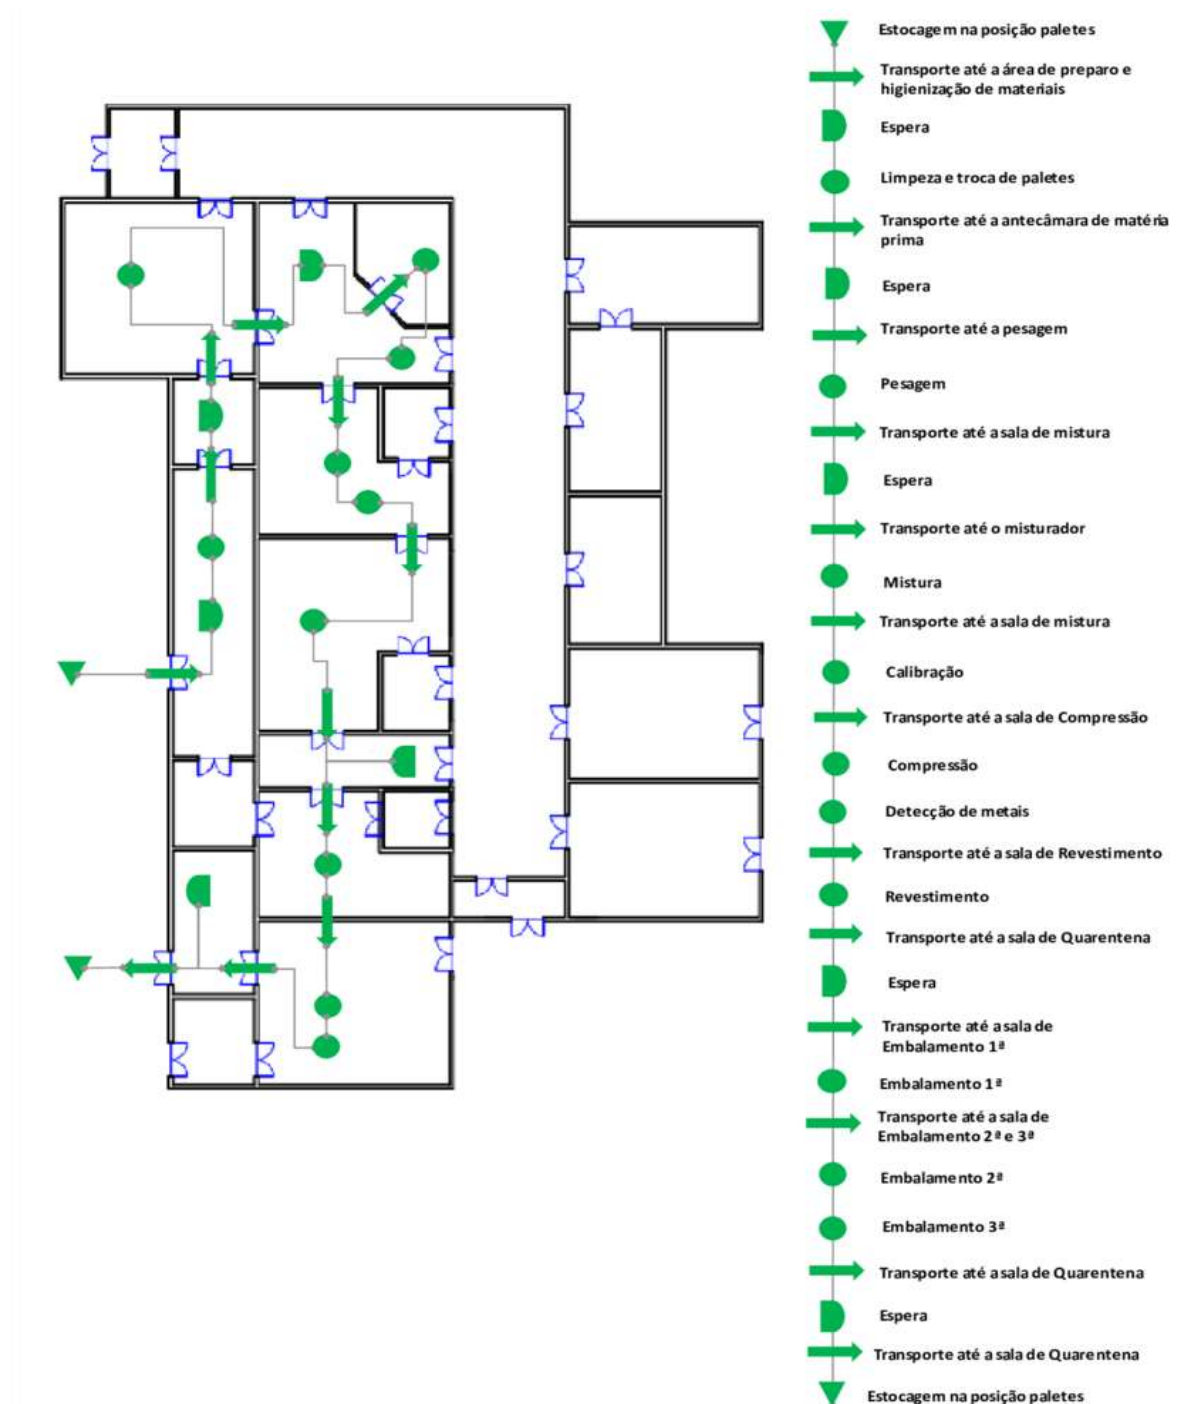 Estocagem na posição paletes
Transporte até a área de preparo e
higienização de materiais
Espera
Limpeza e troca de paletes
Transporte até a antecâmara de matéria
prima
Espera
Transporte até a pesagem
Pesagem
Transporte até a sala de mistura
Espera
Transporte até o misturador
Mistura
Transporte até a sala de mistura
Calibração
Transporte até a sala de Compressão
Compressão
Detecção de metais
Transporte até a sala de Revestimento
Revestimento
Transporte até a sala de Quarentena
Espera
Transporte até a sala de
Embalamento 1ª
Embalamento 1ª
Transporte até a sala de
Embalamento 2ª e 3ª
Embalamento 2ª
Embalamento 3ª
Transporte até a sala de Quarentena
Espera
Transporte até a sala de Quarentena
Estocagem na posição paletes